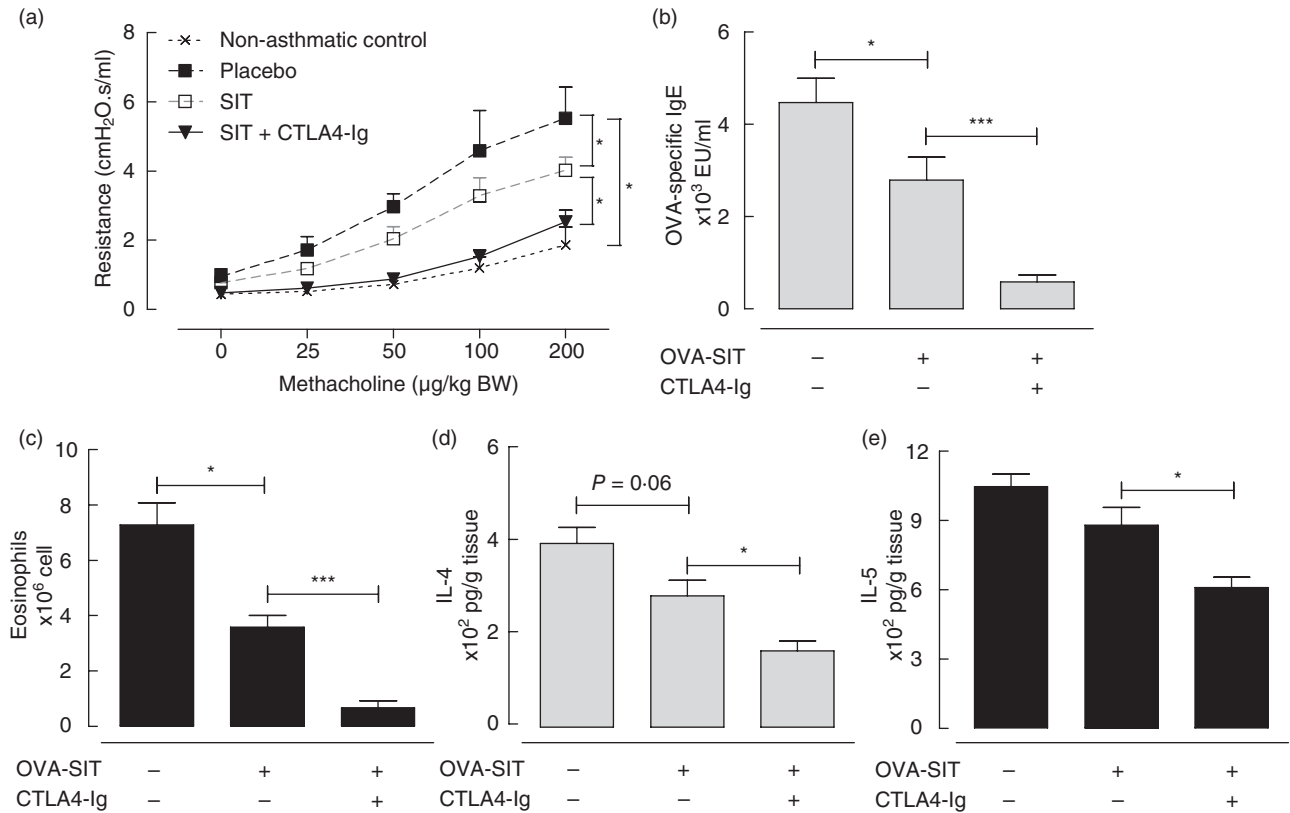 (a)
Non-asthmatic control
Placebo
SIT
SIT + CTLA4-Ig
Resistance (cmH₂O.s/ml)
8
6
4
2
0
*
*
*
0 25 50 100 200
Methacholine (µg/kg BW)
(b)
OVA-specific IgE
x10³ EU/ml
6
4
2
0
*
***
OVA-SIT – + +
CTLA4-Ig – – +
(c)
Eosinophils
x10⁶ cell
10
8
6
4
2
0
*
***
OVA-SIT – + +
CTLA4-Ig – – +
(d)
IL-4
x10² pg/g tissue
6
4
2
0
P = 0·06
*
OVA-SIT – + +
CTLA4-Ig – – +
(e)
IL-5
x10² pg/g tissue
12
9
6
3
0
*
OVA-SIT – + +
CTLA4-Ig – – +